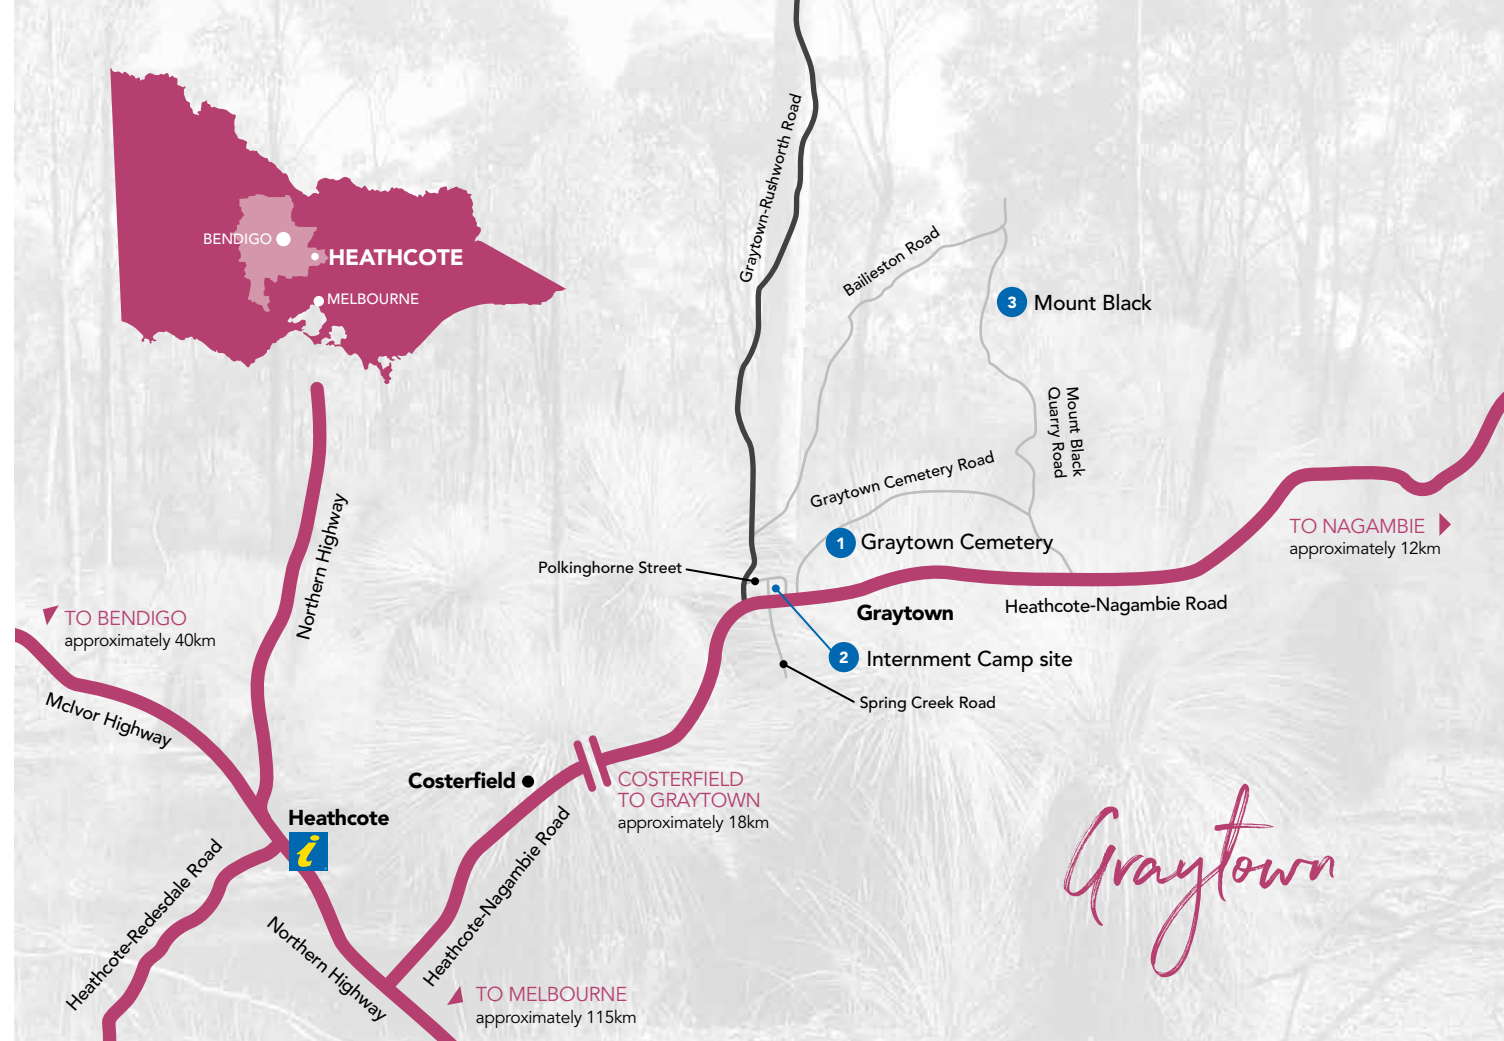 BENDIGO
HEATHCOTE
MELBOURNE
Graytown-Rushworth Road
Bailieston Road
3 Mount Black
Mount Black
Quarry Road
Graytown Cemetery Road
1 Graytown Cemetery
TO NAGAMBIE
approximately 12km
Polkinghorne Street
Graytown
Heathcote-Nagambie Road
2 Internment Camp site
Spring Creek Road
Northern Highway
TO BENDIGO
approximately 40km
McIvor Highway
Costerfield
COSTERFIELD
TO GRAYTOWN
approximately 18km
Heathcote
i
Heathcote-Redesdale Road
Heathcote-Nagambie Road
Northern Highway
TO MELBOURNE
approximately 115km
Graytown